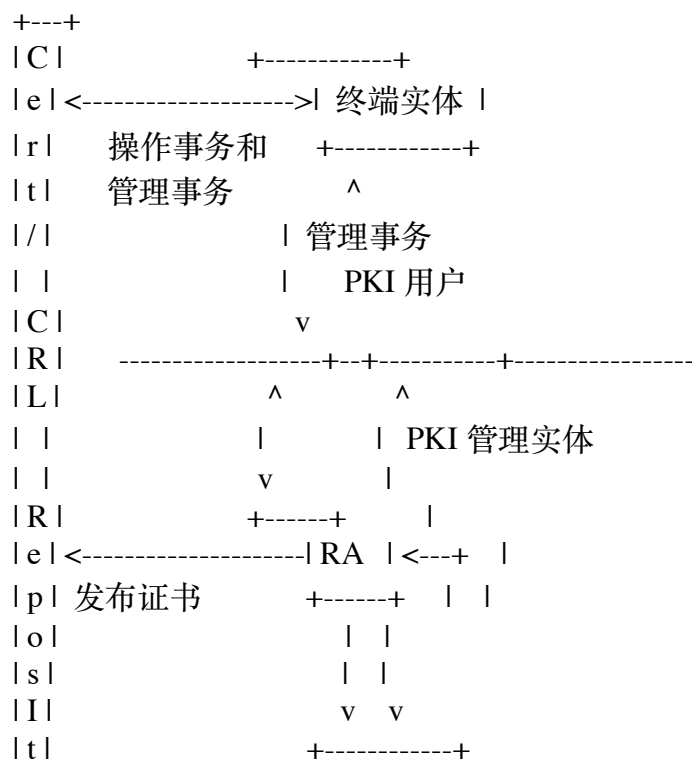 +---+
| C |                    +------------+
| e | <-------------------->| 终端实体 |
| r |      操作事务和      +------------+
| t |      管理事务            ^
| / |                      | 管理事务
|   |                      |      PKI 用户
| C |                        v
| R |      -------------------+--+-----------+-----------------
| L |                     ^            ^
|   |                    |          | PKI 管理实体
|   |                    v           |
| R |                   +------+        |
| e | <---------------------| RA | <---+   |
| p | 发布证书          +------+    |   |
| o |                            |   |
| s |                            |   |
| I |                            v   v
| t |                         +------------+